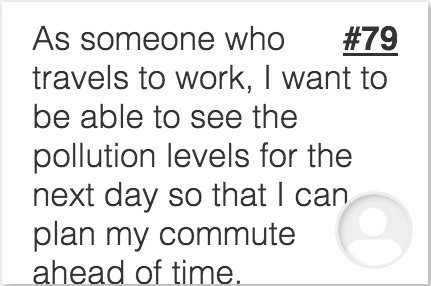 As someone who #79
travels to work, I want to
be able to see the
pollution levels for the
next day so that I can
plan my commute
ahead of time.